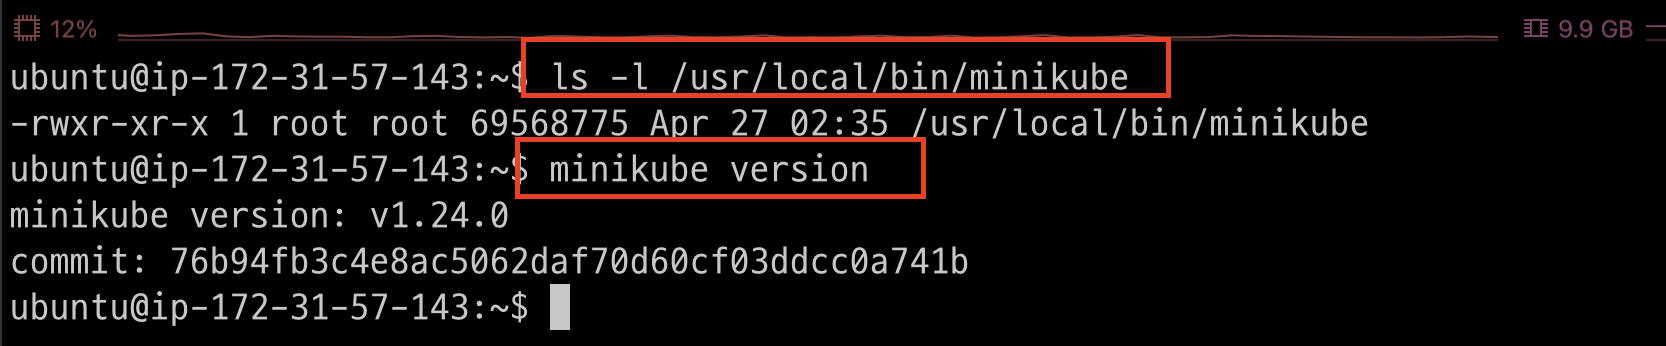 12% 9.9 GB
ubuntu@ip-172-31-57-143:~$ ls -l /usr/local/bin/minikube
-rwxr-xr-x 1 root root 69568775 Apr 27 02:35 /usr/local/bin/minikube
ubuntu@ip-172-31-57-143:~$ minikube version
minikube version: v1.24.0
commit: 76b94fb3c4e8ac5062daf70d60cf03ddcc0a741b
ubuntu@ip-172-31-57-143:~$